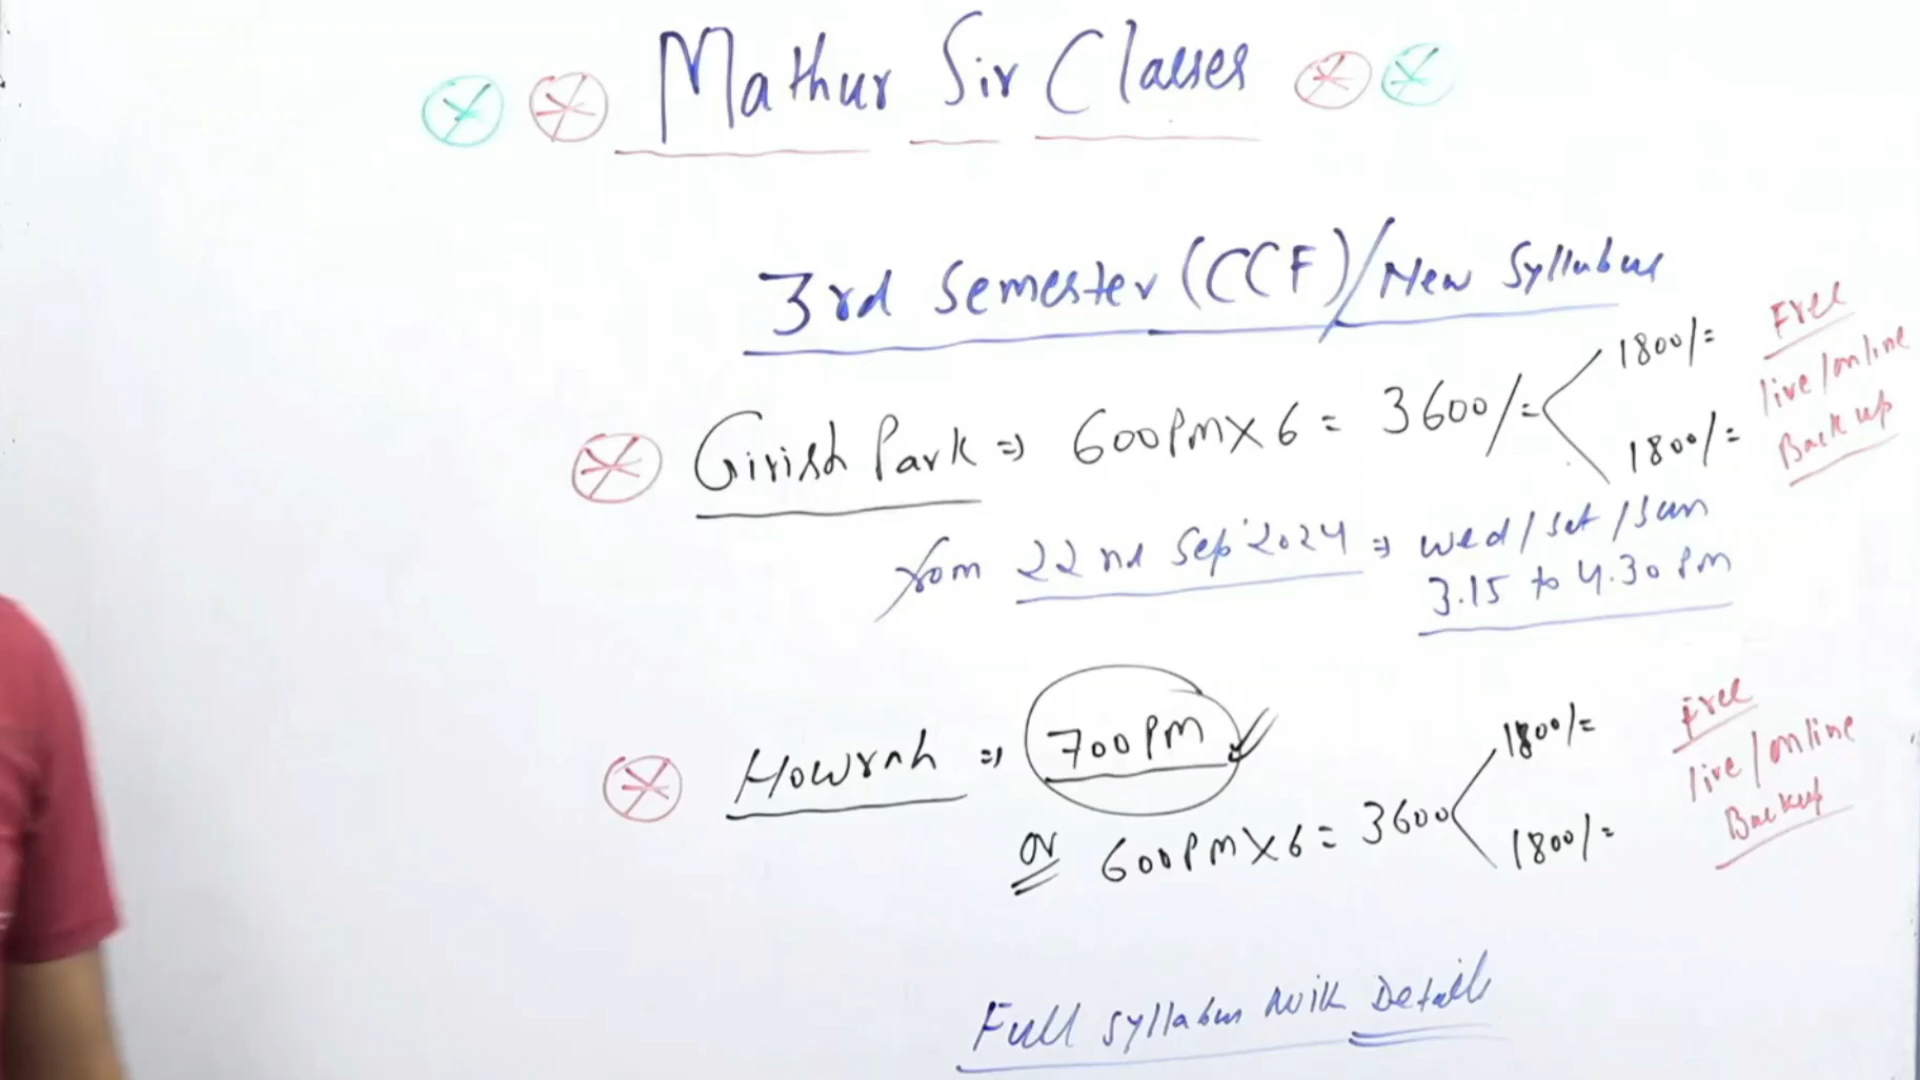 Mathur Sir Classes
3rd Semester (CCF)/New Syllabus
Girish Park ⇒ 600PM×6 = 3600/=
1800/=
1800/=
Free
live/online
Back up
from 22nd Sep'2024 ⇒ wed/sat/sun
3.15 to 4.30 PM
Howrah ⇒ 700PM
or 600PM×6 = 3600
1800/=
1800/=
Free
live/online
Backup
Full syllabus with Details